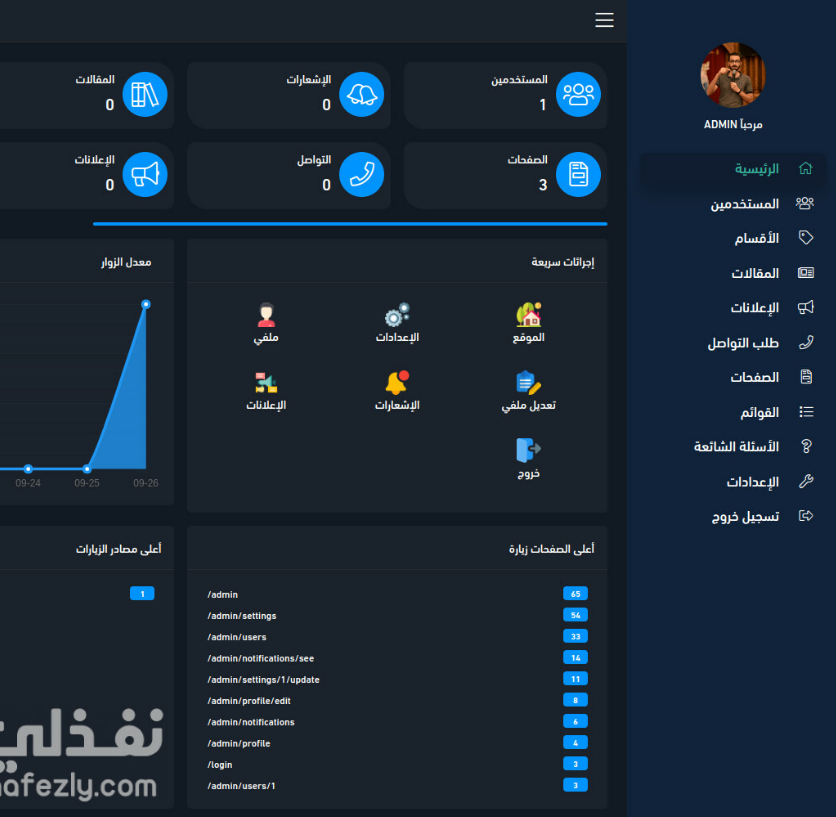 مرحباً ADMIN
الرئيسية
المستخدمين
الأقسام
المقالات
الإعلانات
طلب التواصل
الصفحات
القوائم
الأسئلة الشائعة
الإعدادات
تسجيل خروج
المستخدمين
1
الإشعارات
0
المقالات
0
الصفحات
3
التواصل
0
الإعلانات
0
إجرائات سريعة
الموقع
الإعدادات
ملفي
تعديل ملفي
الإشعارات
الإعلانات
خروج
معدل الزوار
09-24
09-25
09-26
أعلى الصفحات زيارة
65 /admin
54 /admin/settings
33 /admin/users
14 /admin/notifications/see
11 /admin/settings/1/update
8 /admin/profile/edit
6 /admin/notifications
4 /admin/profile
3 /login
3 /admin/users/1
أعلى مصادر الزيارات
1
نفذلي
nafezly.com